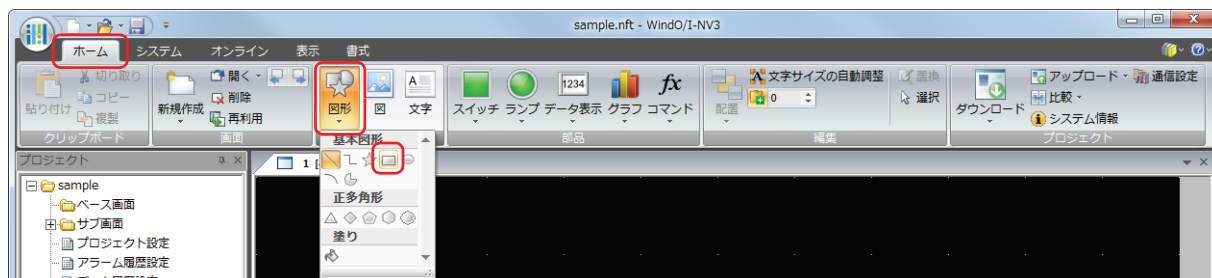 sample.nft - WindO/I-NV3
ホーム システム オンライン 表示 書式
切り取り
コピー
複製
貼り付け
クリップボード
新規作成
開く
削除
再利用
画面
図形 図 文字
スイッチ ランプ データ表示 グラフ コマンド
1234
fx
A
部品
配置
文字サイズの自動調整
0
置換
選択
編集
ダウンロード
アップロード
比較
システム情報
通信設定
プロジェクト
基本図形
正多角形
塗り
プロジェクト
1
sample
ベース画面
サブ画面
プロジェクト設定
アラーム履歴設定